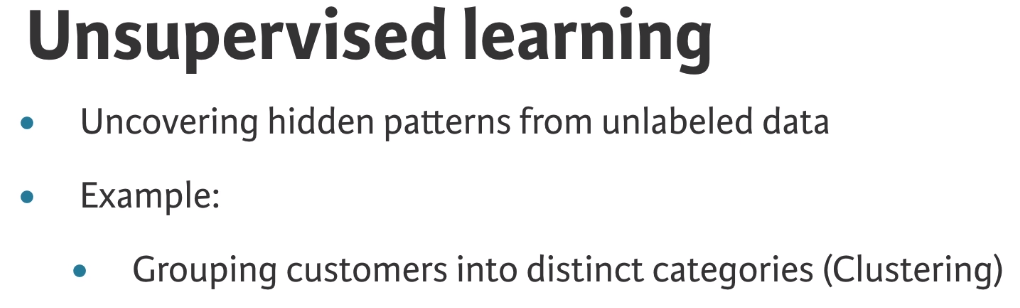 Unsupervised learning
• Uncovering hidden patterns from unlabeled data
• Example:
• Grouping customers into distinct categories (Clustering)